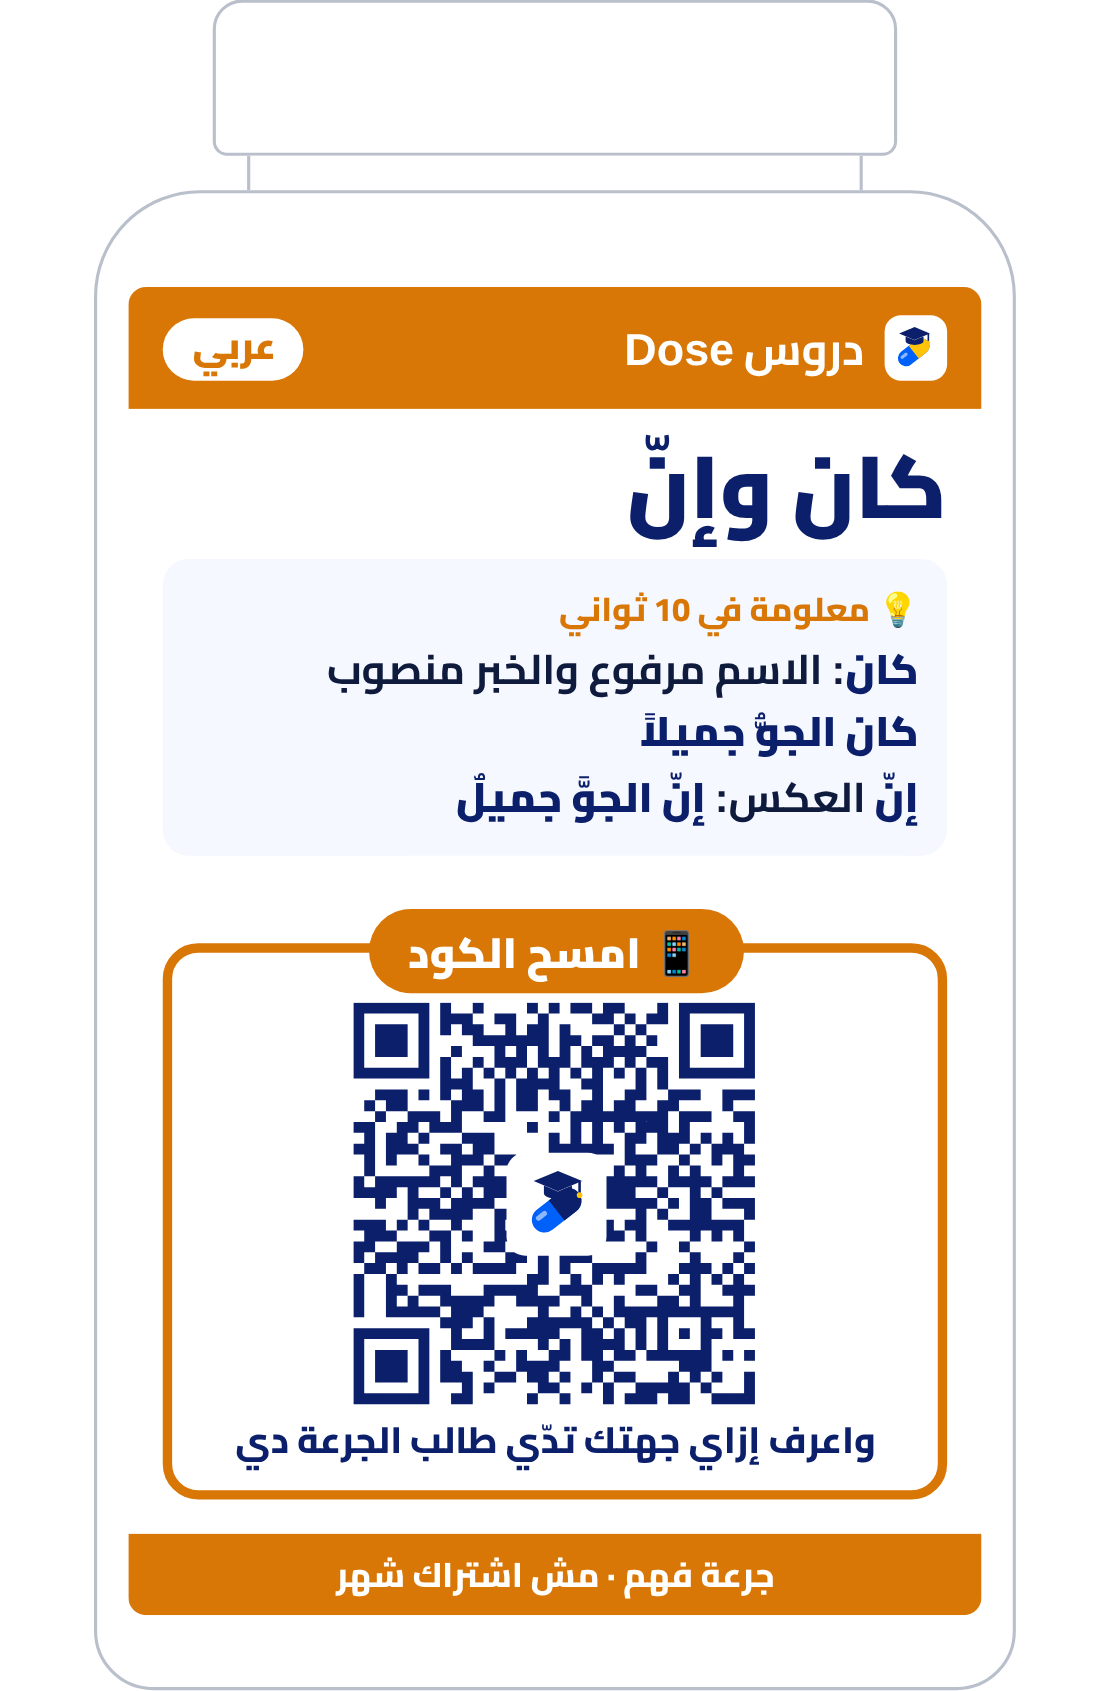 دروس Dose
عربي
كان وإنّ
💡 معلومة في 10 ثواني
كان: الاسم مرفوع والخبر منصوب
كان الجوُّ جميلاً
إنّ العكس: إنّ الجوَّ جميلٌ
📱 امسح الكود
واعرف إزاي جهتك تدّي طالب الجرعة دي
جرعة فهم · مش اشتراك شهر